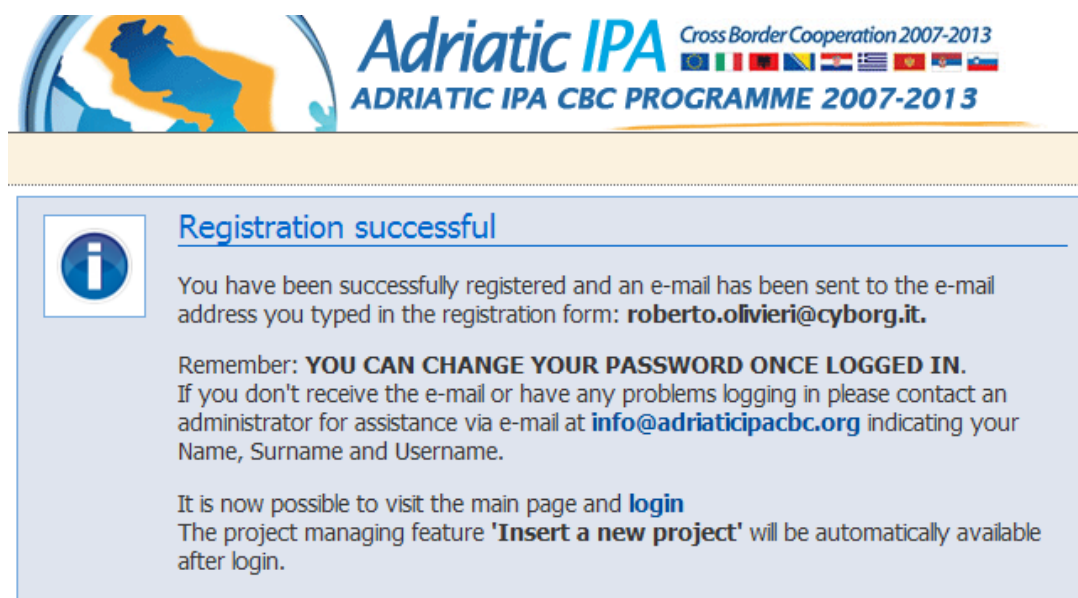 Adriatic IPA Cross Border Cooperation 2007-2013
ADRIATIC IPA CBC PROGRAMME 2007-2013
Registration successful
You have been successfully registered and an e-mail has been sent to the e-mail
address you typed in the registration form: roberto.olivieri@cyborg.it.
Remember: YOU CAN CHANGE YOUR PASSWORD ONCE LOGGED IN.
If you don't receive the e-mail or have any problems logging in please contact an
administrator for assistance via e-mail at info@adriaticipacbc.org indicating your
Name, Surname and Username.
It is now possible to visit the main page and login
The project managing feature 'Insert a new project' will be automatically available
after login.